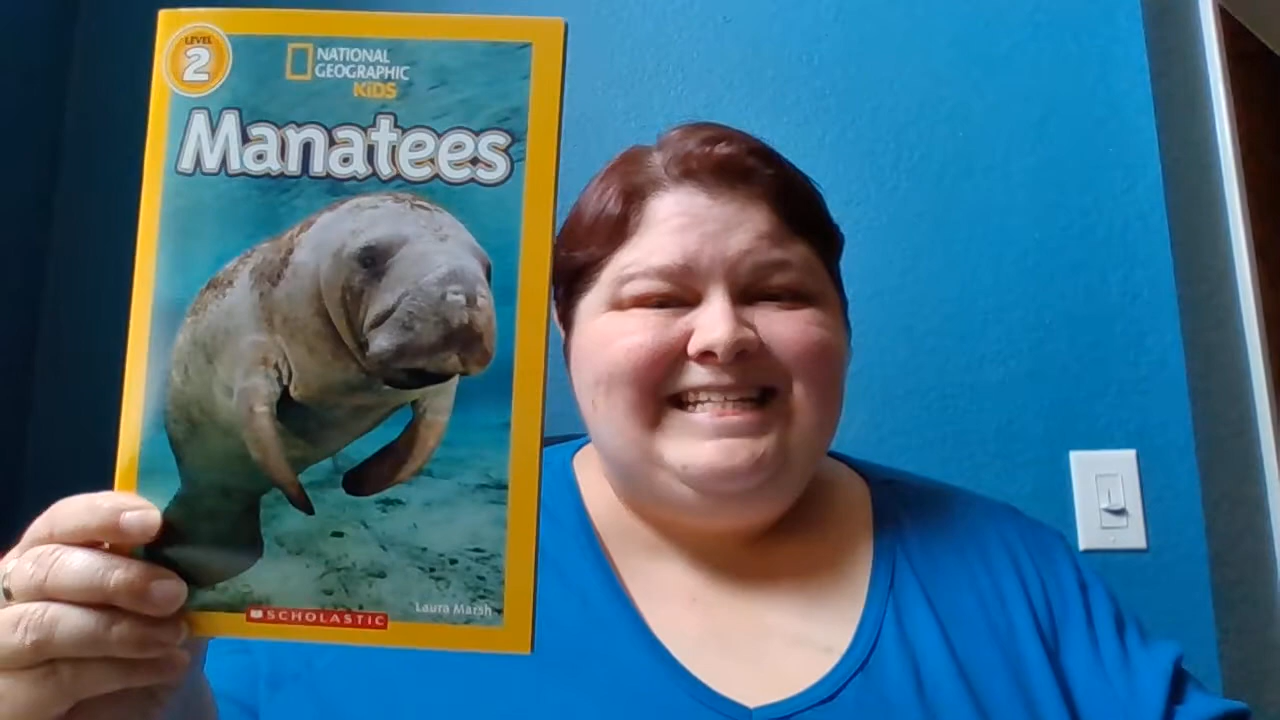 LEVEL
2
NATIONAL
GEOGRAPHIC
KiDS
Manatees
SCHOLASTIC
Laura Marsh